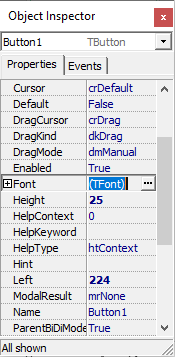 Object Inspector
Button1 TButton
Properties Events
Cursor crDefault
Default False
DragCursor crDrag
DragKind dkDrag
DragMode dmManual
Enabled True
Font (TFont) ...
Height 25
HelpContext 0
HelpKeyword
HelpType htContext
Hint
Left 224
ModalResult mrNone
Name Button1
ParentBiDiMode True
All shown